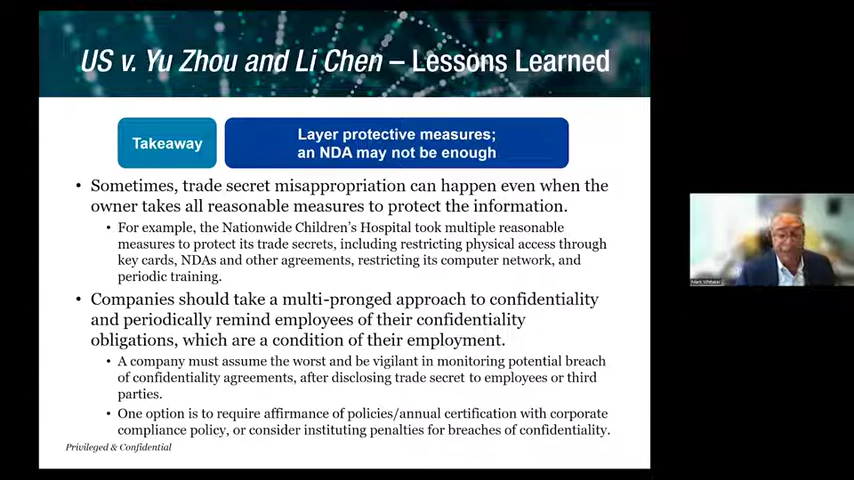 US v. Yu Zhou and Li Chen – Lessons Learned
Takeaway
Layer protective measures;
an NDA may not be enough
• Sometimes, trade secret misappropriation can happen even when the
owner takes all reasonable measures to protect the information.
• For example, the Nationwide Children's Hospital took multiple reasonable
measures to protect its trade secrets, including restricting physical access through
key cards, NDAs and other agreements, restricting its computer network, and
periodic training.
• Companies should take a multi-pronged approach to confidentiality
and periodically remind employees of their confidentiality
obligations, which are a condition of their employment.
• A company must assume the worst and be vigilant in monitoring potential breach
of confidentiality agreements, after disclosing trade secret to employees or third
parties.
• One option is to require affirmance of policies/annual certification with corporate
compliance policy, or consider instituting penalties for breaches of confidentiality.
Privileged & Confidential
Mark Whitaker